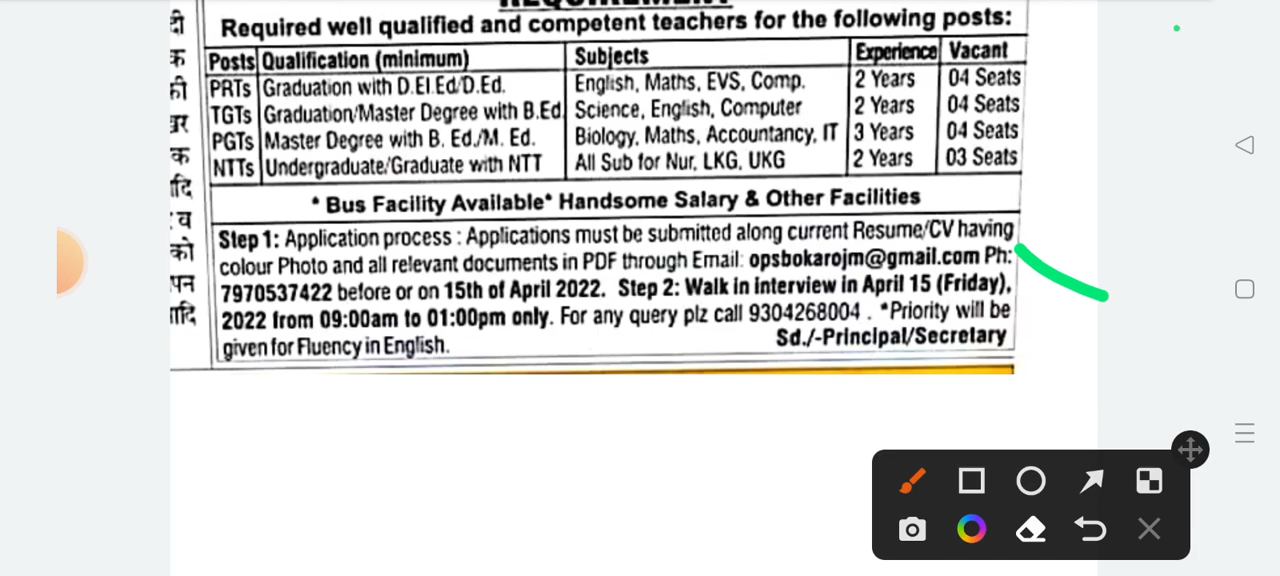 REQUIREMENT
दी
Required well qualified and competent teachers for the following posts:
क
Posts Qualification (minimum) Subjects Experience Vacant
की
PRTs Graduation with D.El.Ed/D.Ed. English, Maths, EVS, Comp. 2 Years 04 Seats
TGTs Graduation/Master Degree with B.Ed Science, English, Computer 2 Years 04 Seats
PGTs Master Degree with B. Ed./M. Ed. Biology, Maths, Accountancy, IT 3 Years 04 Seats
क
NTTs Undergraduate/Graduate with NTT All Sub for Nur, LKG, UKG 2 Years 03 Seats
व
* Bus Facility Available* Handsome Salary & Other Facilities
को
Step 1: Application process : Applications must be submitted along current Resume/CV having
colour Photo and all relevant documents in PDF through Email: opsbokarojm@gmail.com Ph:
पन
7970537422 before or on 15th of April 2022. Step 2: Walk in interview in April 15 (Friday),
2022 from 09:00am to 01:00pm only. For any query plz call 9304268004 . *Priority will be
given for Fluency in English. Sd./-Principal/Secretary